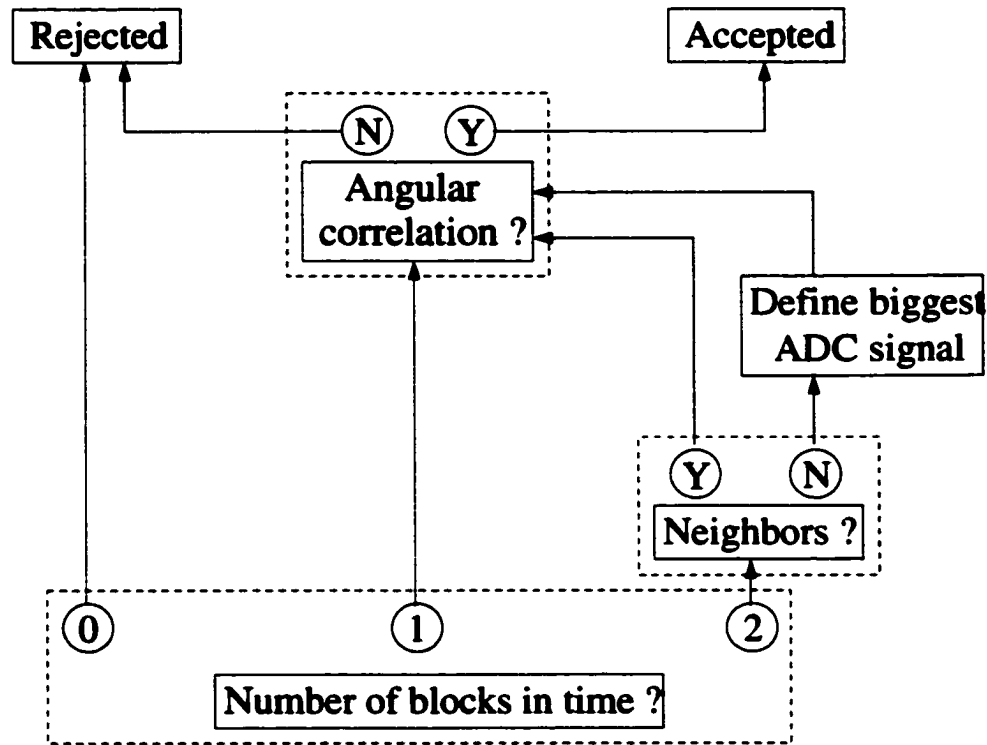 Rejected
Accepted
N
Y
Angular
correlation ?
Define biggest
ADC signal
Y
N
Neighbors ?
0
1
2
Number of blocks in time ?